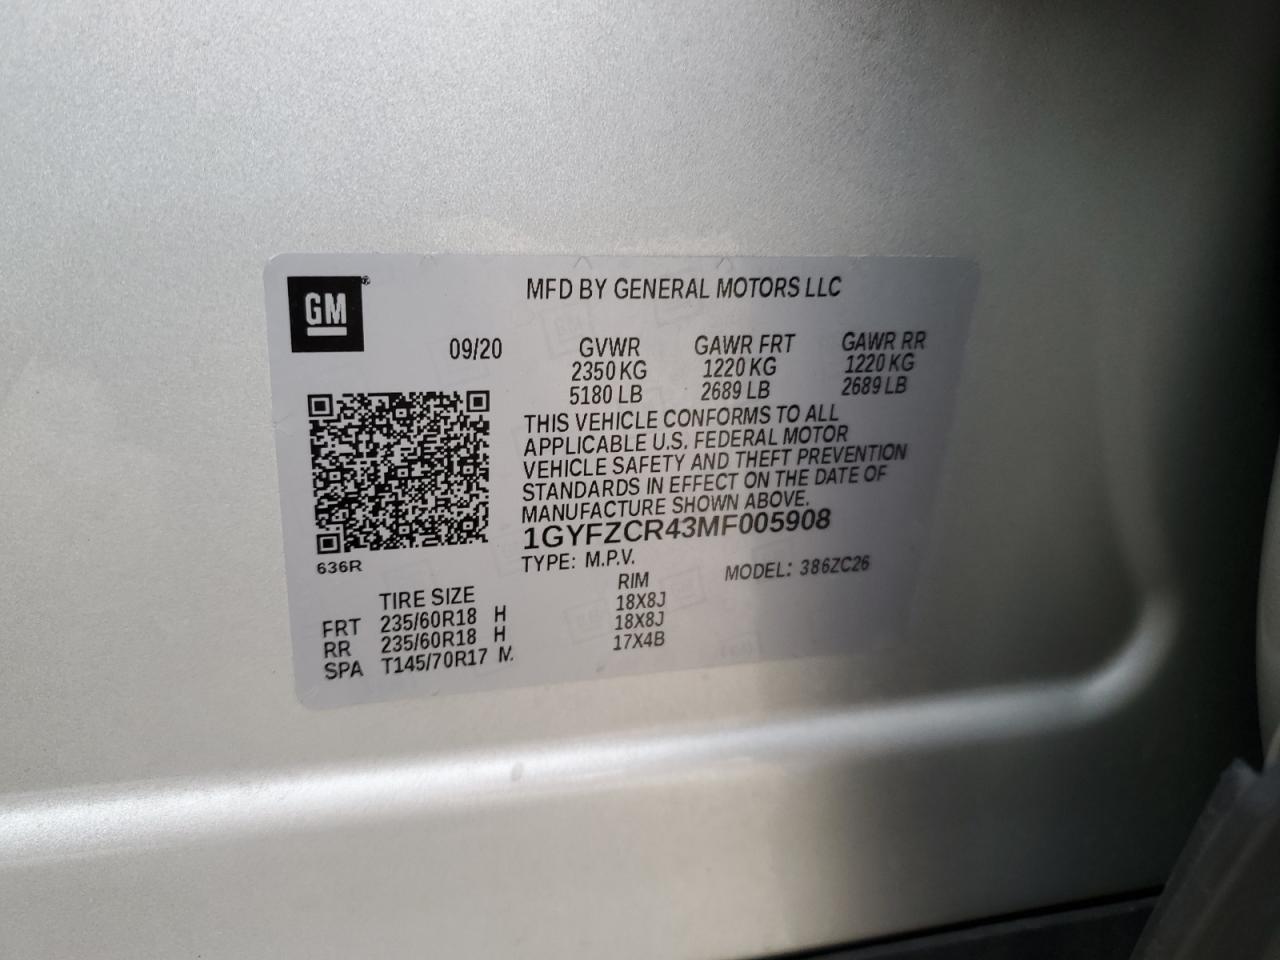 GM®
MFD BY GENERAL MOTORS LLC
09/20 GVWR GAWR FRT GAWR RR
2350 KG 1220 KG 1220 KG
5180 LB 2689 LB 2689 LB
THIS VEHICLE CONFORMS TO ALL
APPLICABLE U.S. FEDERAL MOTOR
VEHICLE SAFETY AND THEFT PREVENTION
STANDARDS IN EFFECT ON THE DATE OF
MANUFACTURE SHOWN ABOVE.
1GYFZCR43MF005908
TYPE: M.P.V. MODEL: 386ZC26
636R
TIRE SIZE RIM
FRT 235/60R18 H 18X8J
RR 235/60R18 H 18X8J
SPA T145/70R17 M 17X4B